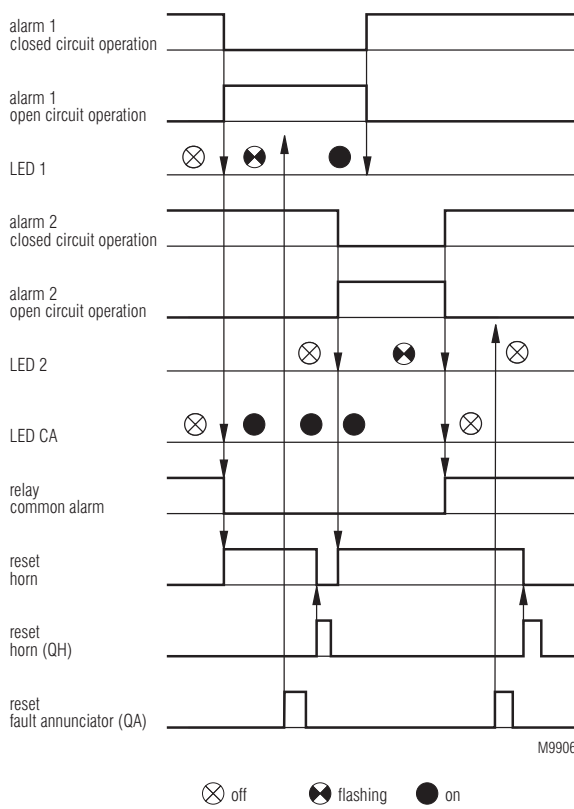 alarm 1
closed circuit operation
alarm 1
open circuit operation
LED 1
alarm 2
closed circuit operation
alarm 2
open circuit operation
LED 2
LED CA
relay
common alarm
reset
horn
reset
horn (QH)
reset
fault annunciator (QA)
M9906
off flashing on